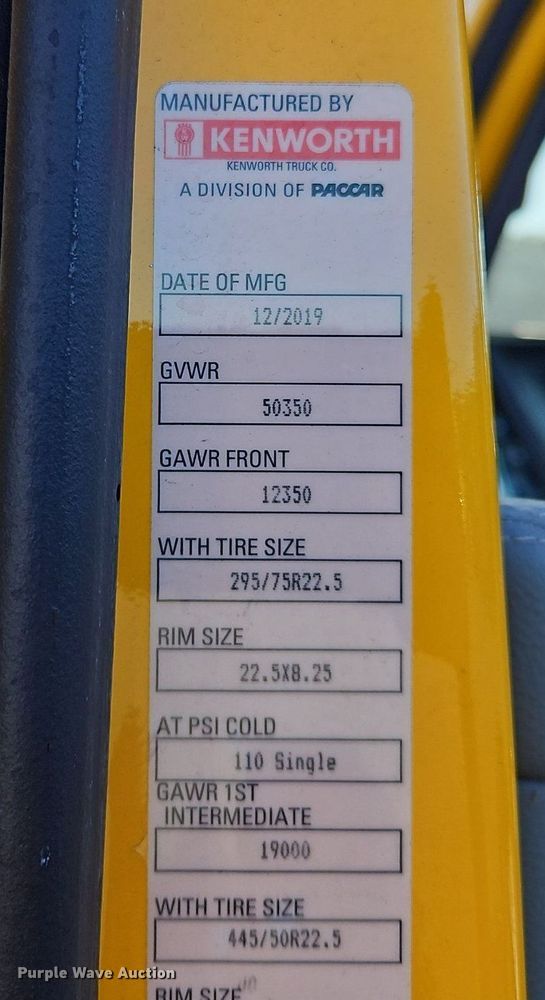 MANUFACTURED BY
KENWORTH
KENWORTH TRUCK CO.
A DIVISION OF PACCAR
DATE OF MFG
12/2019
GVWR
50350
GAWR FRONT
12350
WITH TIRE SIZE
295/75R22.5
RIM SIZE
22.5X8.25
AT PSI COLD
110 Single
GAWR 1ST
INTERMEDIATE
19000
WITH TIRE SIZE
445/50R22.5
RIM SIZE
Purple Wave Auction